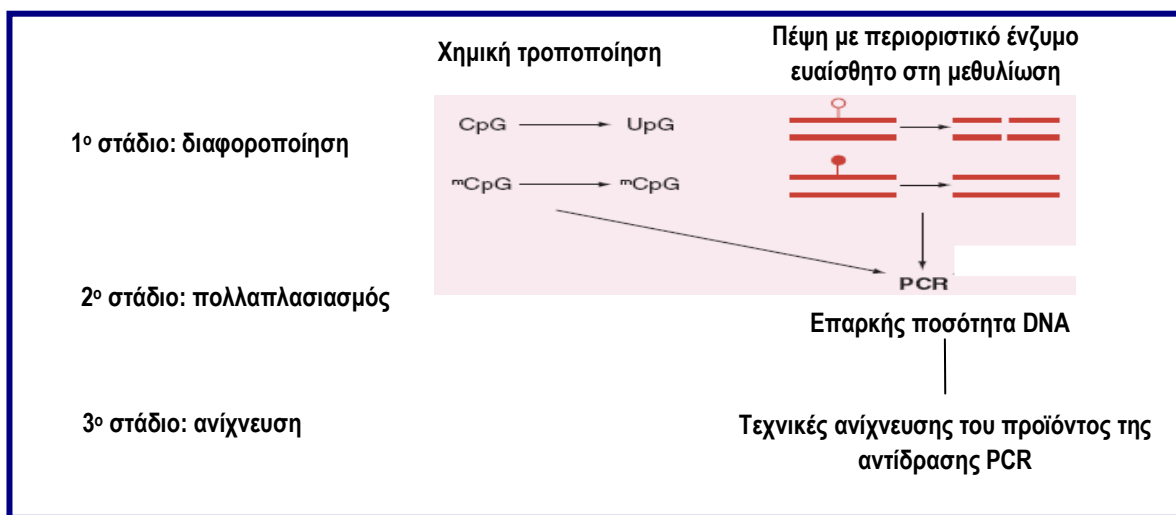 Χημική τροποποίηση
Πέψη με περιοριστικό ένζυμο
ευαίσθητο στη μεθυλίωση
1ο στάδιο: διαφοροποίηση
CpG UpG
mCpG mCpG
2ο στάδιο: πολλαπλασιασμός
PCR
Επαρκής ποσότητα DNA
3ο στάδιο: ανίχνευση
Τεχνικές ανίχνευσης του προϊόντος της
αντίδρασης PCR